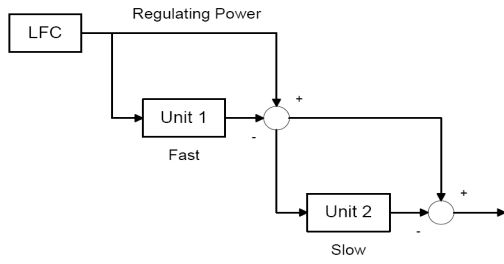 Regulating Power
LFC
+
Unit 1
-
Fast
+
Unit 2
-
Slow